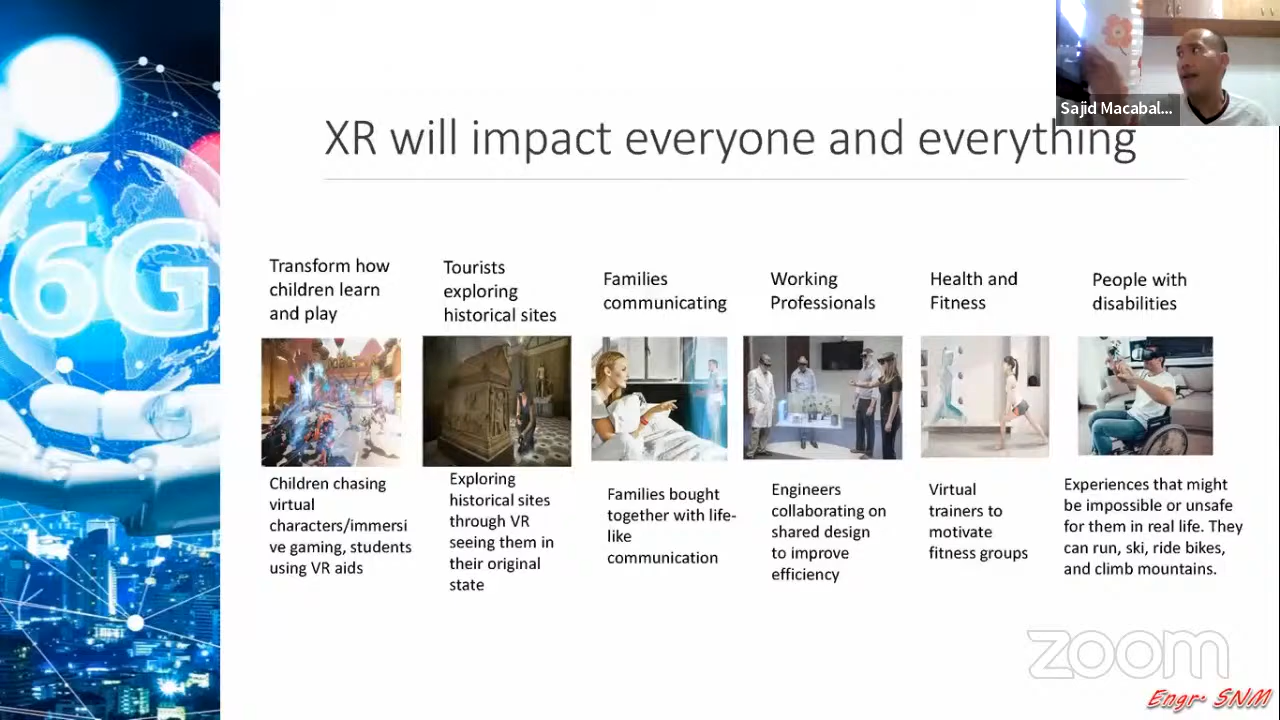 Sajid Macabal...
XR will impact everyone and everything
6G
Transform how
children learn
and play
Tourists
exploring
historical sites
Families
communicating
Working
Professionals
Health and
Fitness
People with
disabilities
Children chasing
virtual
characters/immersi
ve gaming, students
using VR aids
Exploring
historical sites
through VR
seeing them in
their original
state
Families bought
together with life-
like
communication
Engineers
collaborating on
shared design
to improve
efficiency
Virtual
trainers to
motivate
fitness groups
Experiences that might
be impossible or unsafe
for them in real life. They
can run, ski, ride bikes,
and climb mountains.
zoom
Engr. SNM